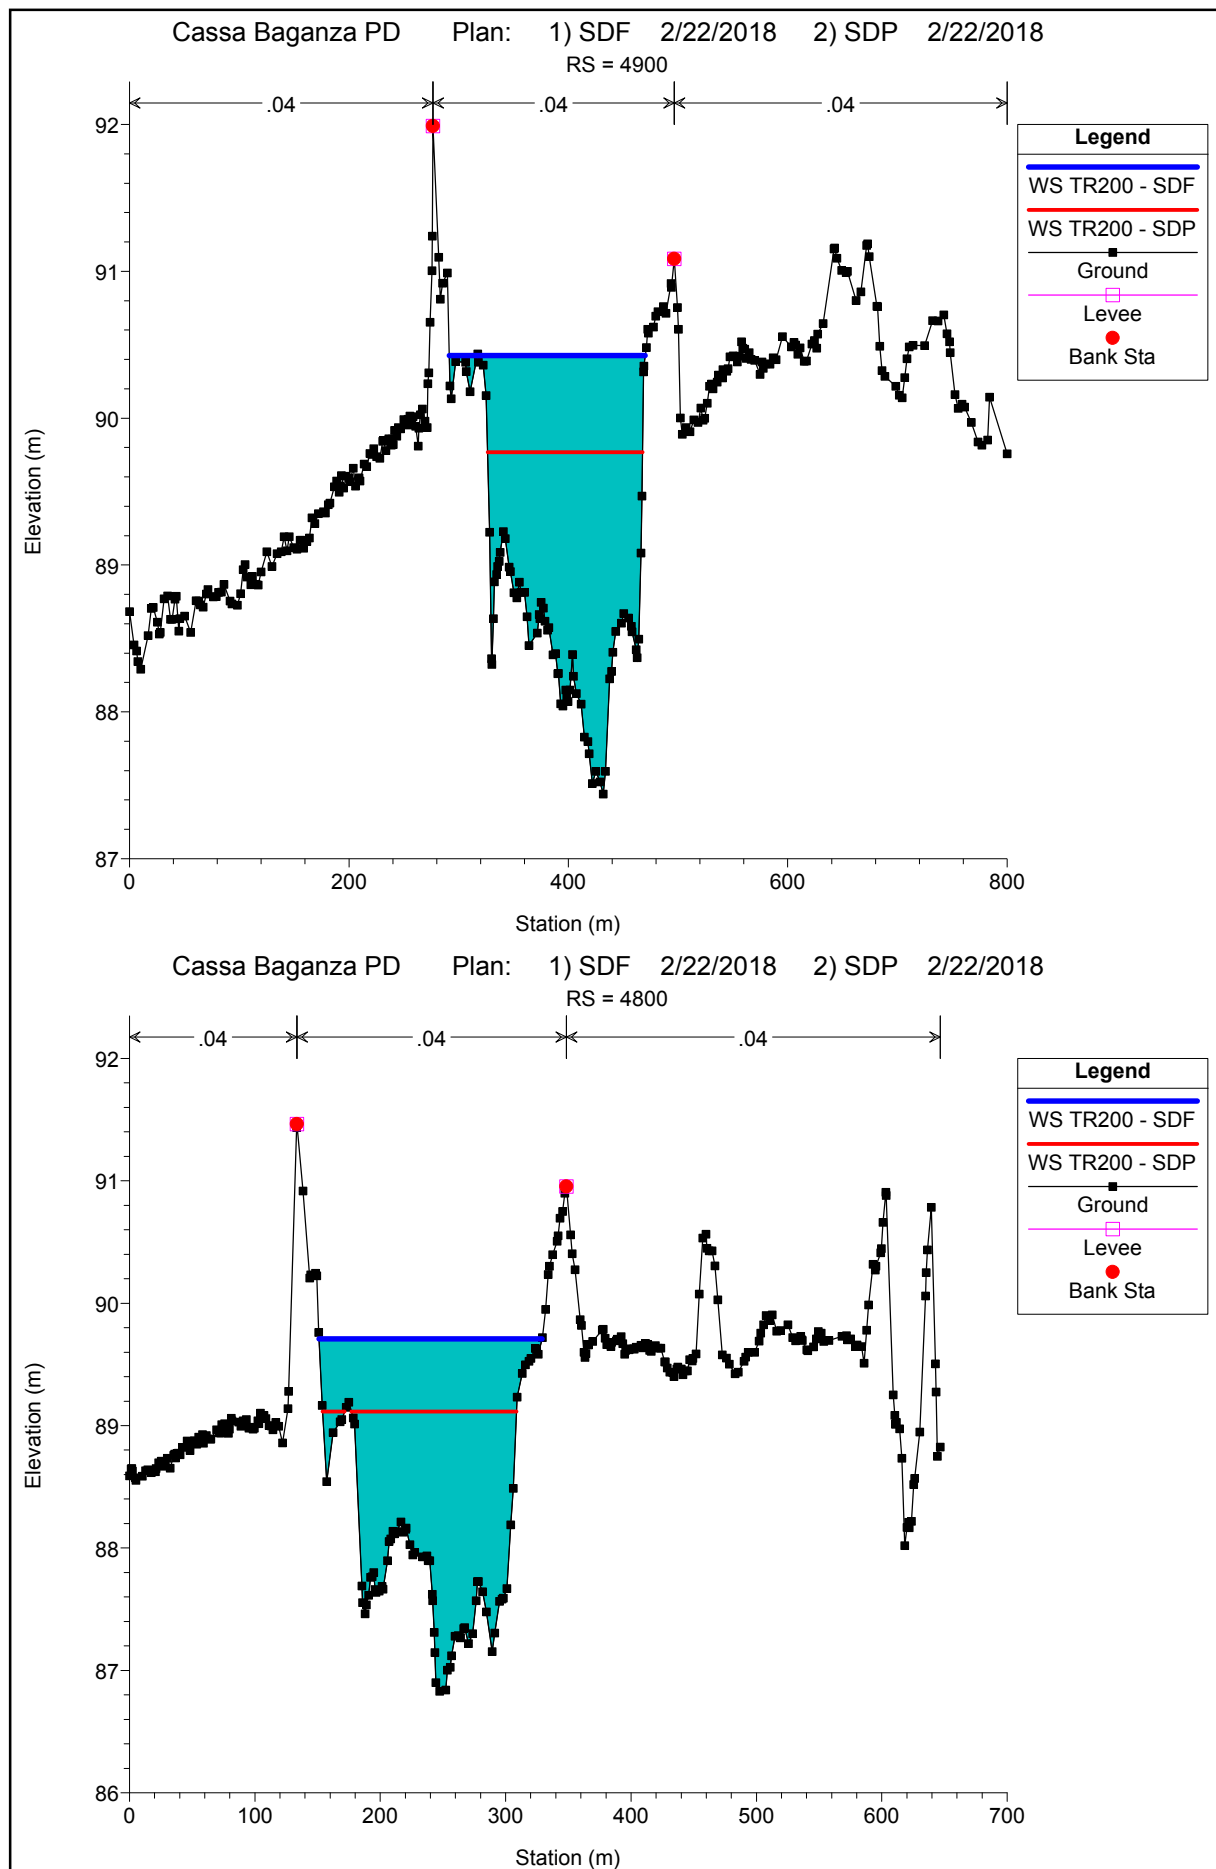 Cassa Baganza PD Plan: 1) SDF 2/22/2018 2) SDP 2/22/2018
RS = 4900
.04 .04 .04
92
91
90
89
88
87
Elevation (m)
0 200 400 600 800
Station (m)
Legend
WS TR200 - SDF
WS TR200 - SDP
Ground
Levee
Bank Sta
Cassa Baganza PD Plan: 1) SDF 2/22/2018 2) SDP 2/22/2018
RS = 4800
.04 .04 .04
92
91
90
89
88
87
86
Elevation (m)
0 100 200 300 400 500 600 700
Station (m)
Legend
WS TR200 - SDF
WS TR200 - SDP
Ground
Levee
Bank Sta